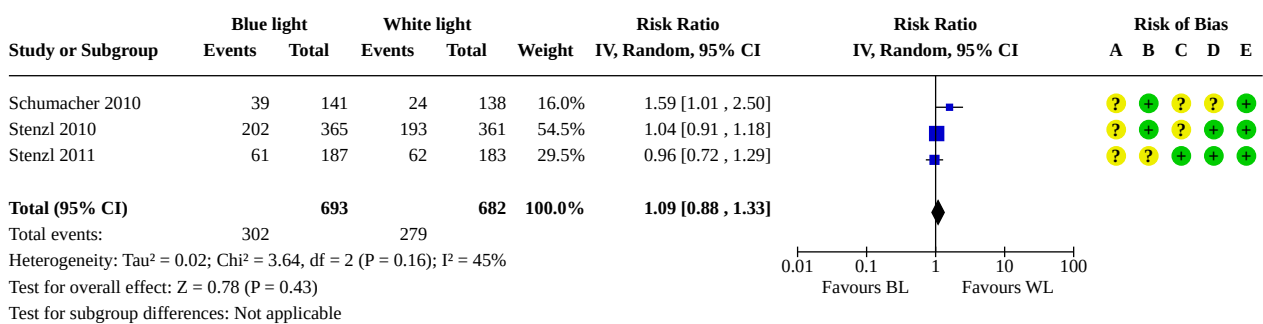 Blue light White light Risk Ratio Risk Ratio Risk of Bias
Study or Subgroup Events Total Events Total Weight IV, Random, 95% CI IV, Random, 95% CI A B C D E
Schumacher 2010 39 141 24 138 16.0% 1.59 [1.01 , 2.50] ? + ? ? +
Stenzl 2010 202 365 193 361 54.5% 1.04 [0.91 , 1.18] ? + ? + +
Stenzl 2011 61 187 62 183 29.5% 0.96 [0.72 , 1.29] ? ? + + +
Total (95% CI) 693 682 100.0% 1.09 [0.88 , 1.33]
Total events: 302 279
Heterogeneity: Tau² = 0.02; Chi² = 3.64, df = 2 (P = 0.16); I² = 45%
0.01 0.1 1 10 100
Test for overall effect: Z = 0.78 (P = 0.43) Favours BL Favours WL
Test for subgroup differences: Not applicable